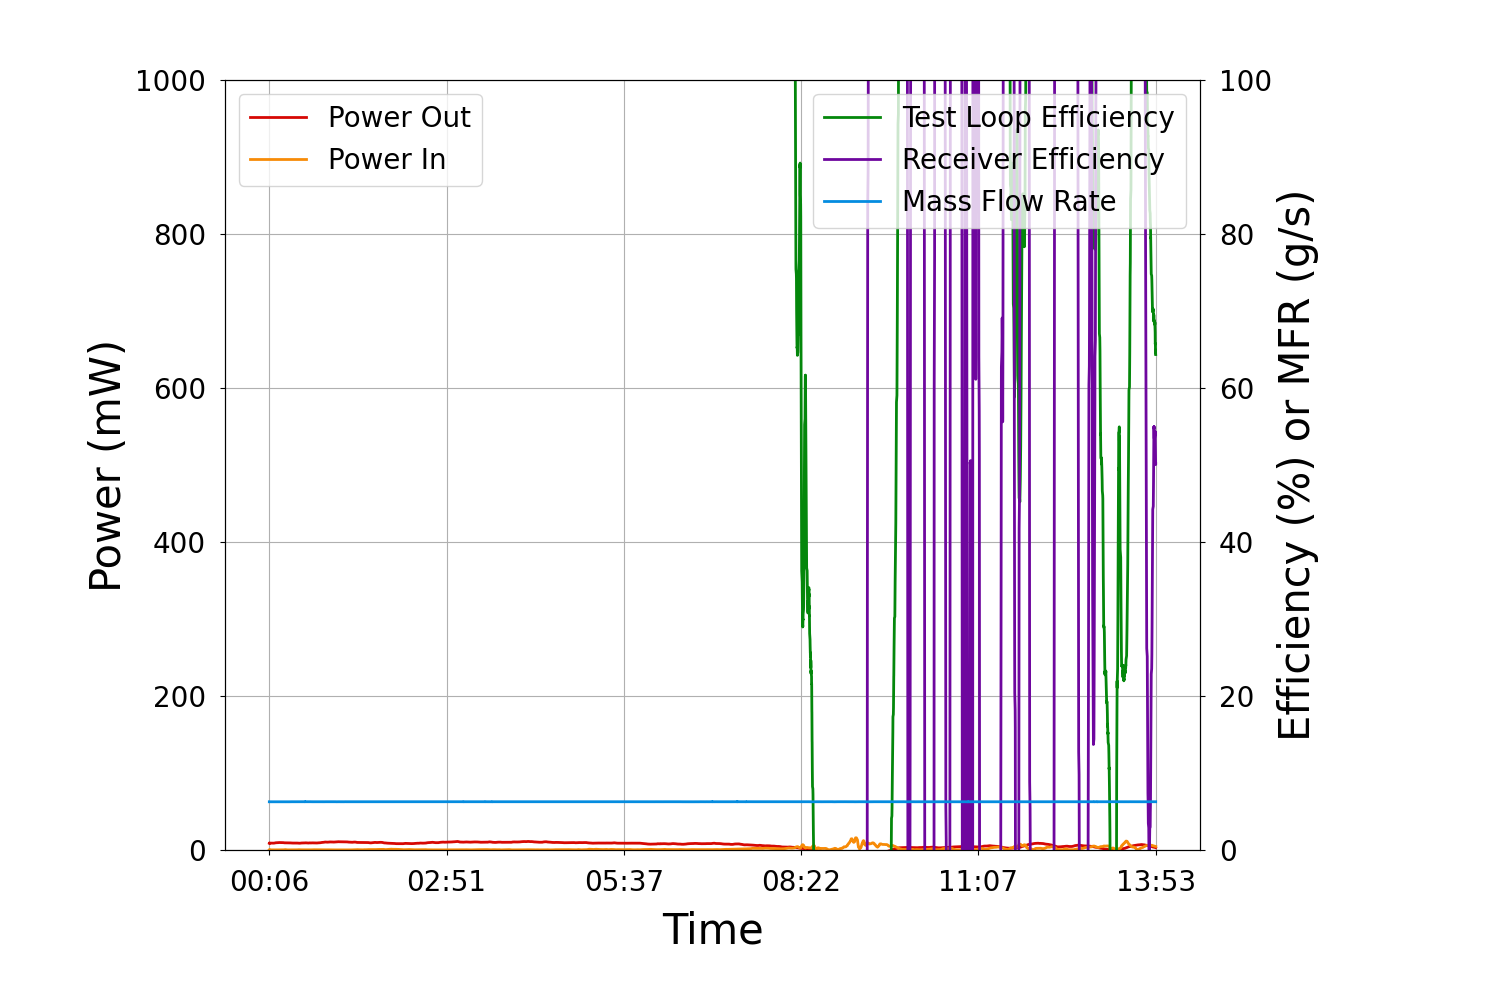 1000
800
600
400
200
0
Power (mW)
Power Out
Power In
Test Loop Efficiency
Receiver Efficiency
Mass Flow Rate
100
80
60
40
20
0
Efficiency (%) or MFR (g/s)
00:06 02:51 05:37 08:22 11:07 13:53
Time